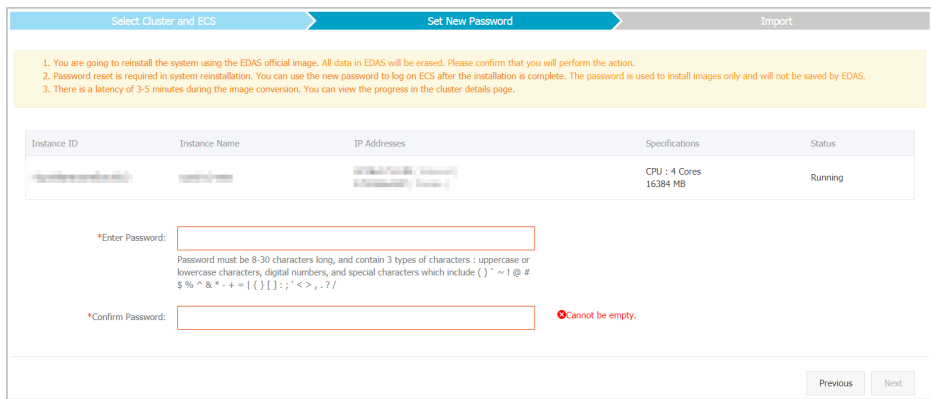 Select Cluster and ECS
Set New Password
Import
1. You are going to reinstall the system using the EDAS official image. All data in EDAS will be erased. Please confirm that you will perform the action.
2. Password reset is required in system reinstallation. You can use the new password to log on ECS after the installation is complete. The password is used to install images only and will not be saved by EDAS.
3. There is a latency of 3-5 minutes during the image conversion. You can view the progress in the cluster details page.
Instance ID Instance Name IP Addresses Specifications Status
CPU : 4 Cores
16384 MB
Running
*Enter Password:
Password must be 8-30 characters long, and contain 3 types of characters : uppercase or
lowercase characters, digital numbers, and special characters which include ( ) ` ~ ! @ #
$ % ^ & * - + = | { } [ ] : ; ' < > , . ? /
*Confirm Password:
Cannot be empty.
Previous
Next